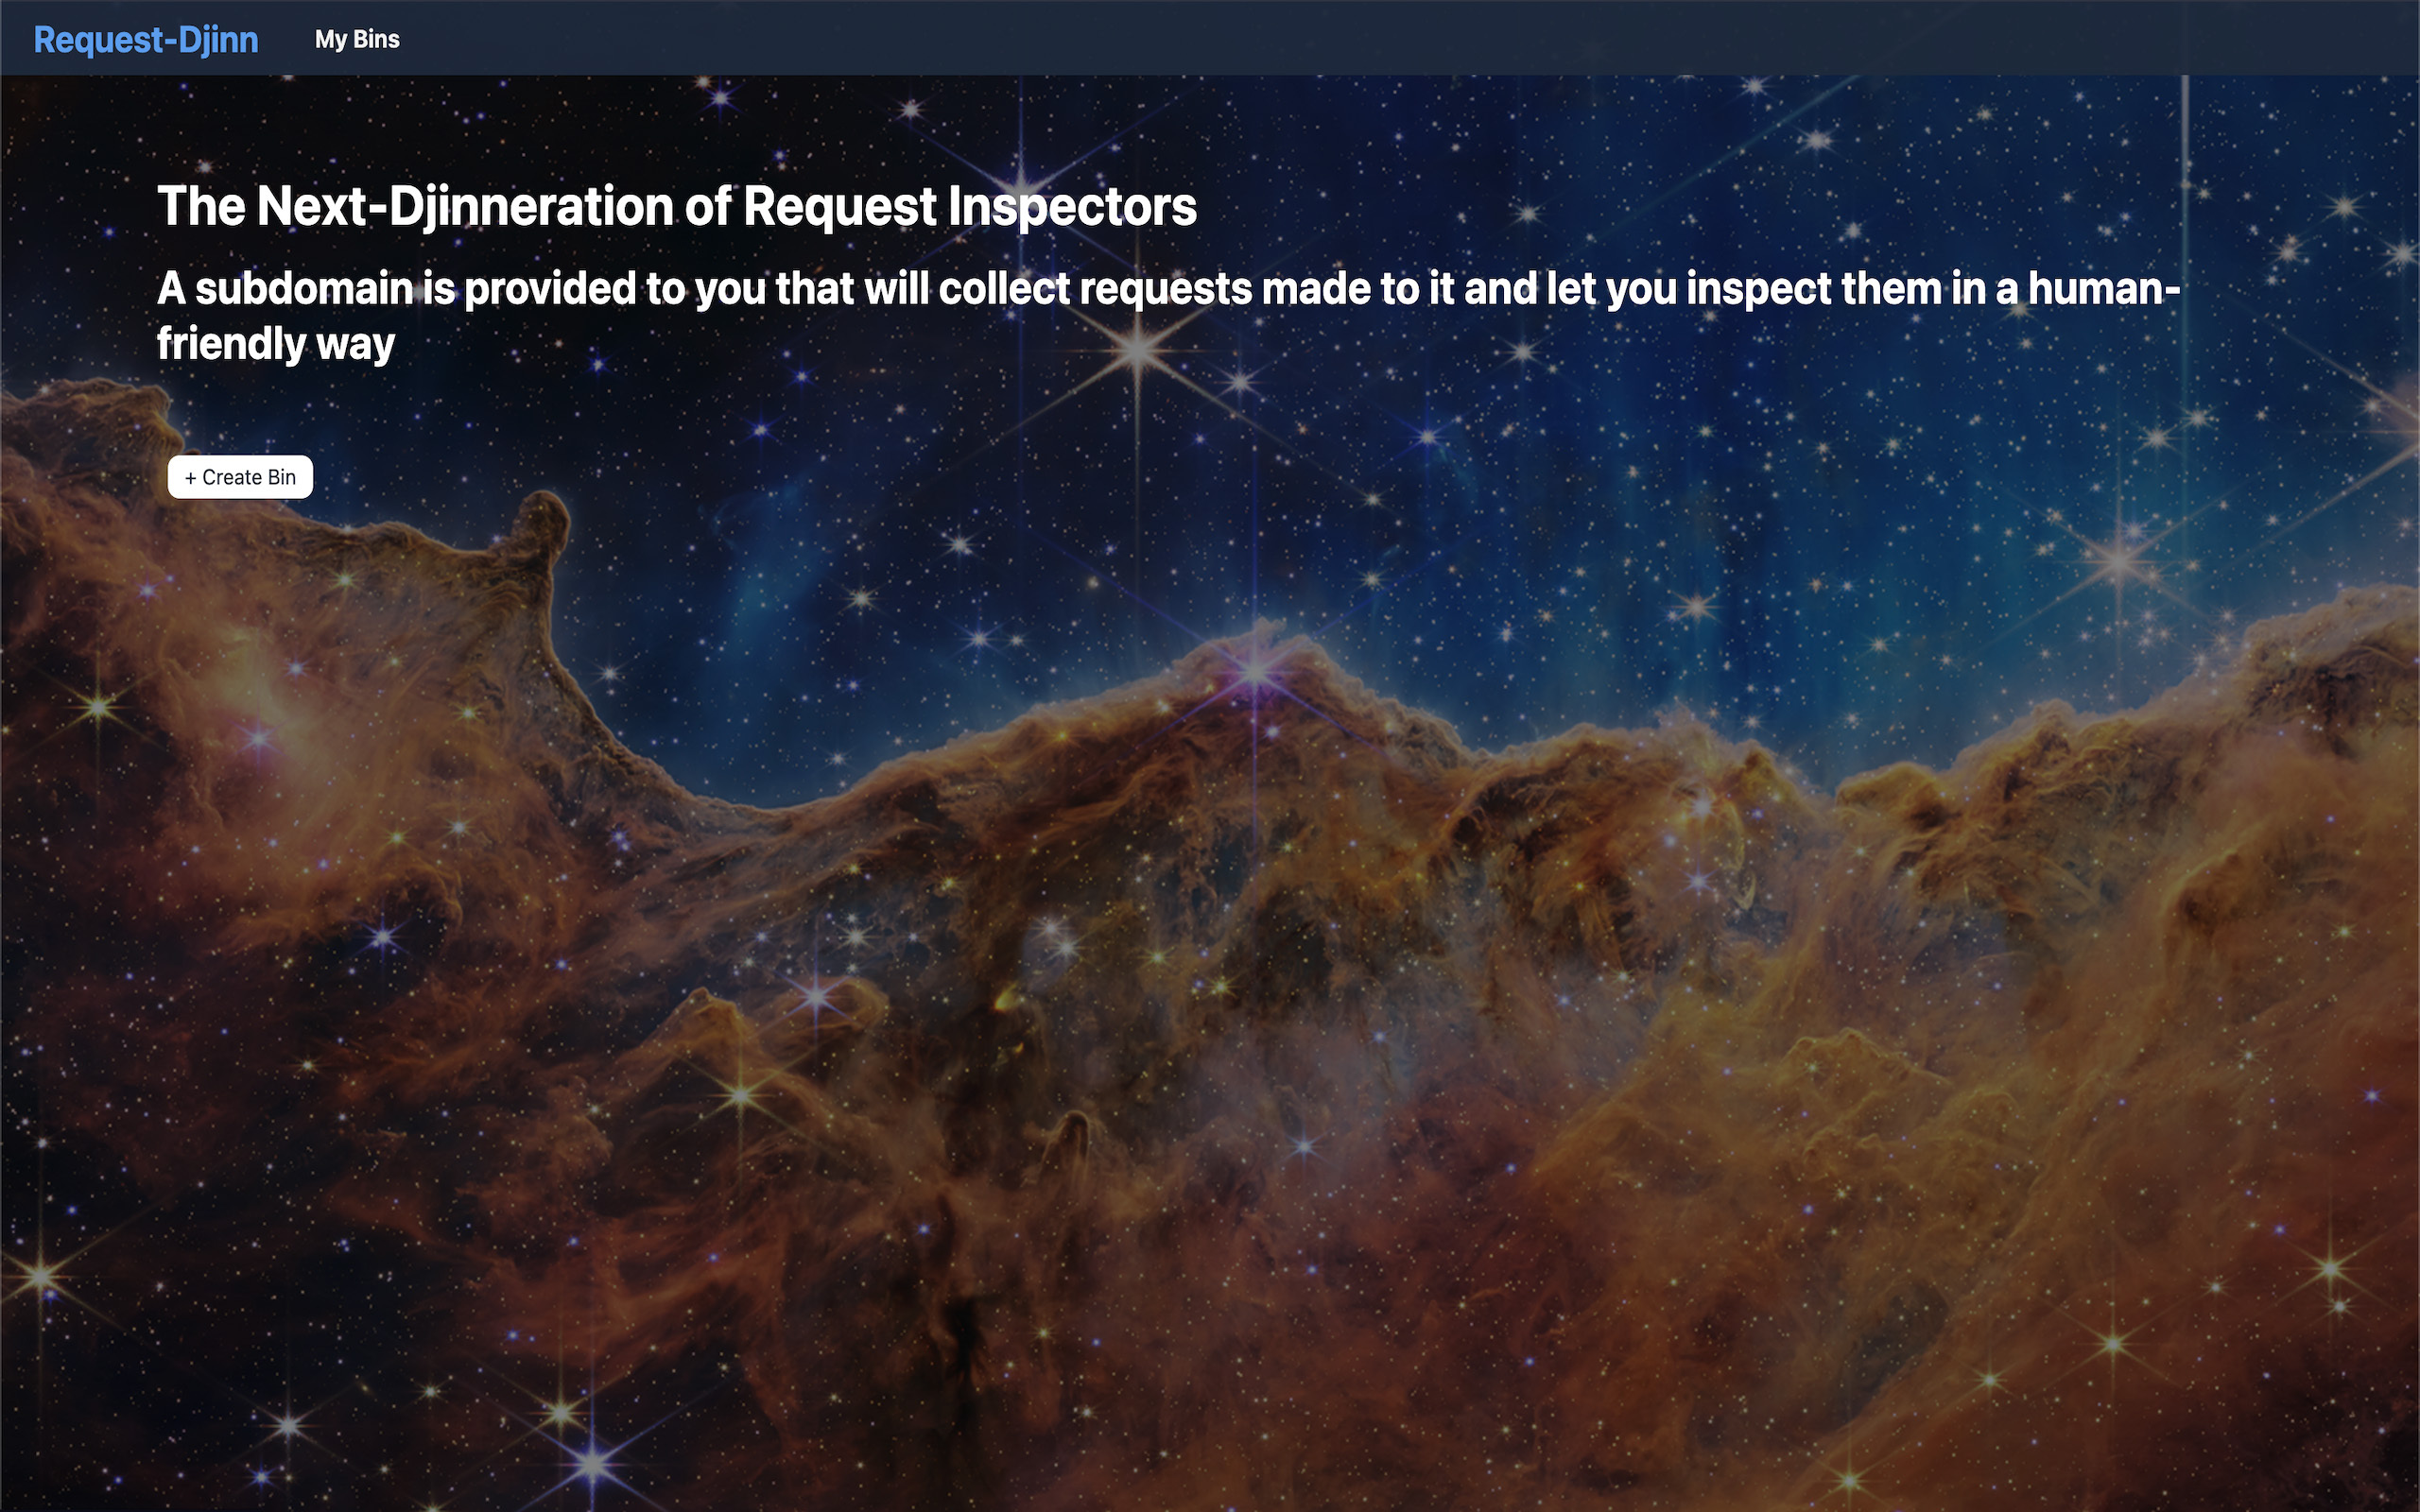 Request-Djinn My Bins
The Next-Djinneration of Request Inspectors
A subdomain is provided to you that will collect requests made to it and let you inspect them in a human-
friendly way
+ Create Bin